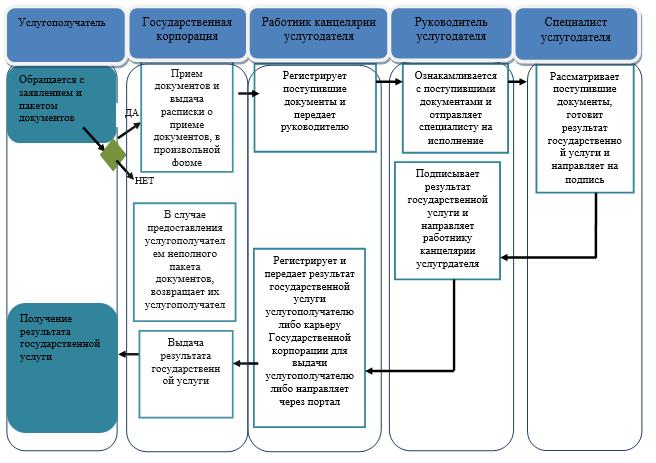 Услугополучатель
Государственная
корпорация
Работник канцелярии
услугодателя
Руководитель
услугодателя
Специалист
услугодателя
Обращается с
заявлением и
пакетом
документов
ДА
НЕТ
Прием
документов и
выдача
расписки о
приеме
документов, в
произвольной
форме
Регистрирует
поступившие
документы и
передает
руководителю
Ознакамливается
с поступившими
документами и
отправляет
специалисту на
исполнение
Рассматривает
поступившие
документы,
готовит
результат
государственно
й услуги и
направляет на
подпись
Подписывает
результат
государственной
услуги и
направляет
работнику
канцелярии
услугрдателя
В случае
предоставления
услугополучател
ем неполного
пакета
документов,
возвращает их
услугополучател
Регистрирует и
передает результат
государственной
услуги
услугополучателю
либо карьеру
Государственной
корпорации для
выдачи
услугополучателю
либо направляет
через портал
Выдача
результата
государственн
ой услуги
Получение
результата
государственной
услуги